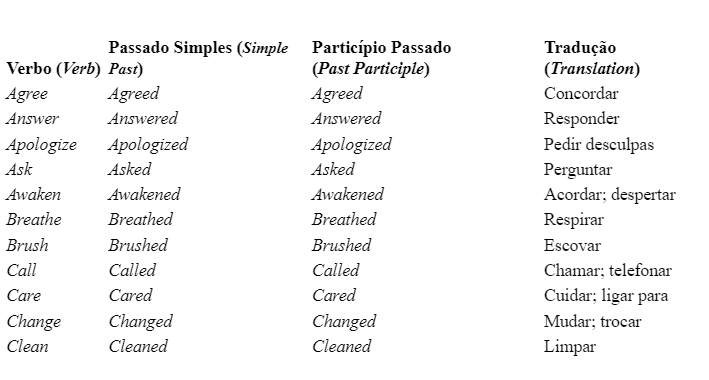 Verbo (Verb) Passado Simples (Simple Past) Particípio Passado (Past Participle) Tradução (Translation)
Agree Agreed Agreed Concordar
Answer Answered Answered Responder
Apologize Apologized Apologized Pedir desculpas
Ask Asked Asked Perguntar
Awaken Awakened Awakened Acordar; despertar
Breathe Breathed Breathed Respirar
Brush Brushed Brushed Escovar
Call Called Called Chamar; telefonar
Care Cared Cared Cuidar; ligar para
Change Changed Changed Mudar; trocar
Clean Cleaned Cleaned Limpar